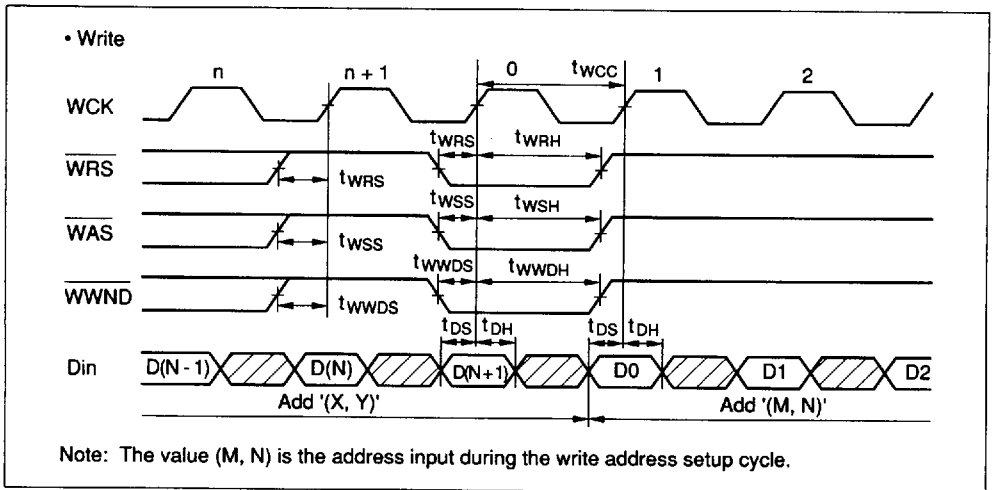 • Write
n n + 1 0 tWCC 1 2
WCK
tWRS tWRH
WRS
tWRS
tWSS tWSH
WAS
tWSS
tWWDS tWWDH
WWND
tWWDS
tDS tDH tDS tDH
Din D(N - 1) D(N) D(N+1) D0 D1 D2
Add '(X, Y)' Add '(M, N)'
Note: The value (M, N) is the address input during the write address setup cycle.